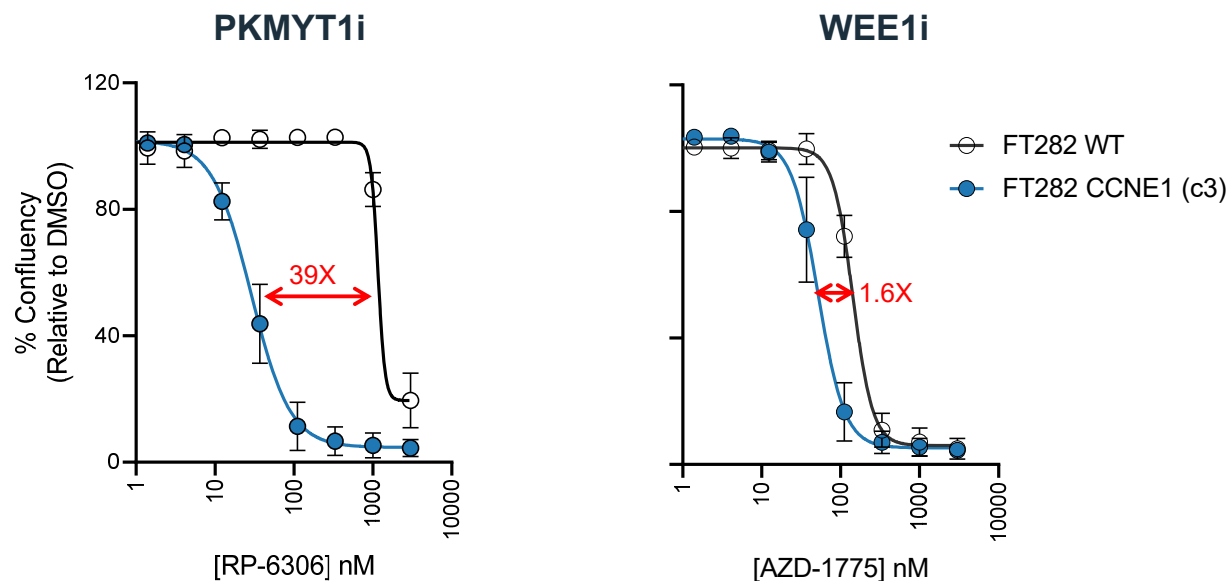 PKMYT1i
WEE1i
% Confluency
(Relative to DMSO)
120
80
40
0
39X
1
10
100
1000
10000
[RP-6306] nM
1.6X
1
10
100
1000
10000
[AZD-1775] nM
FT282 WT
FT282 CCNE1 (c3)